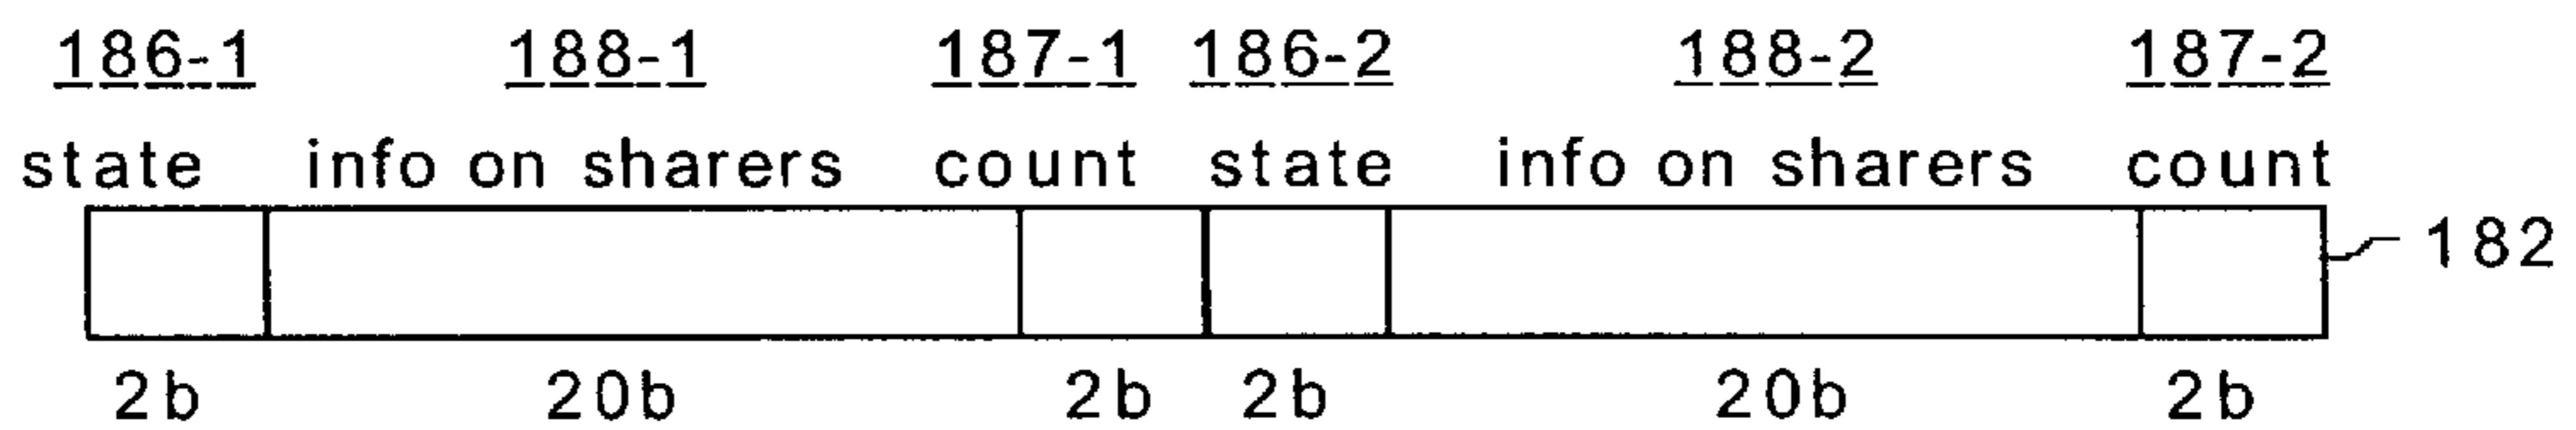 186-1 188-1 187-1 186-2 188-2 187-2
state info on sharers count state info on sharers count
182
2b 20b 2b 2b 20b 2b